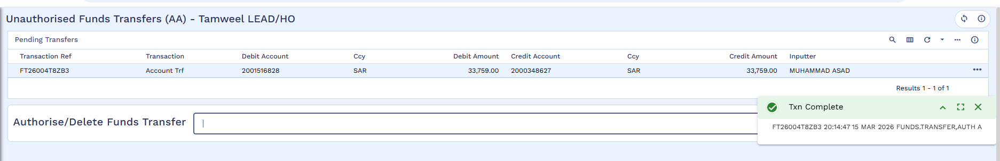 Unauthorised Funds Transfers (AA) - Tamweel LEAD/HO
Pending Transfers
Transaction Ref Transaction Debit Account Ccy Debit Amount Credit Account Ccy Credit Amount Inputter
FT26004T8ZB3 Account Trf 2001516828 SAR 33,759.00 2000348627 SAR 33,759.00 MUHAMMAD ASAD
Results 1 - 1 of 1
Txn Complete
Authorise/Delete Funds Transfer
FT26004T8ZB3 20:14:47 15 MAR 2026 FUNDS.TRANSFER,AUTH A